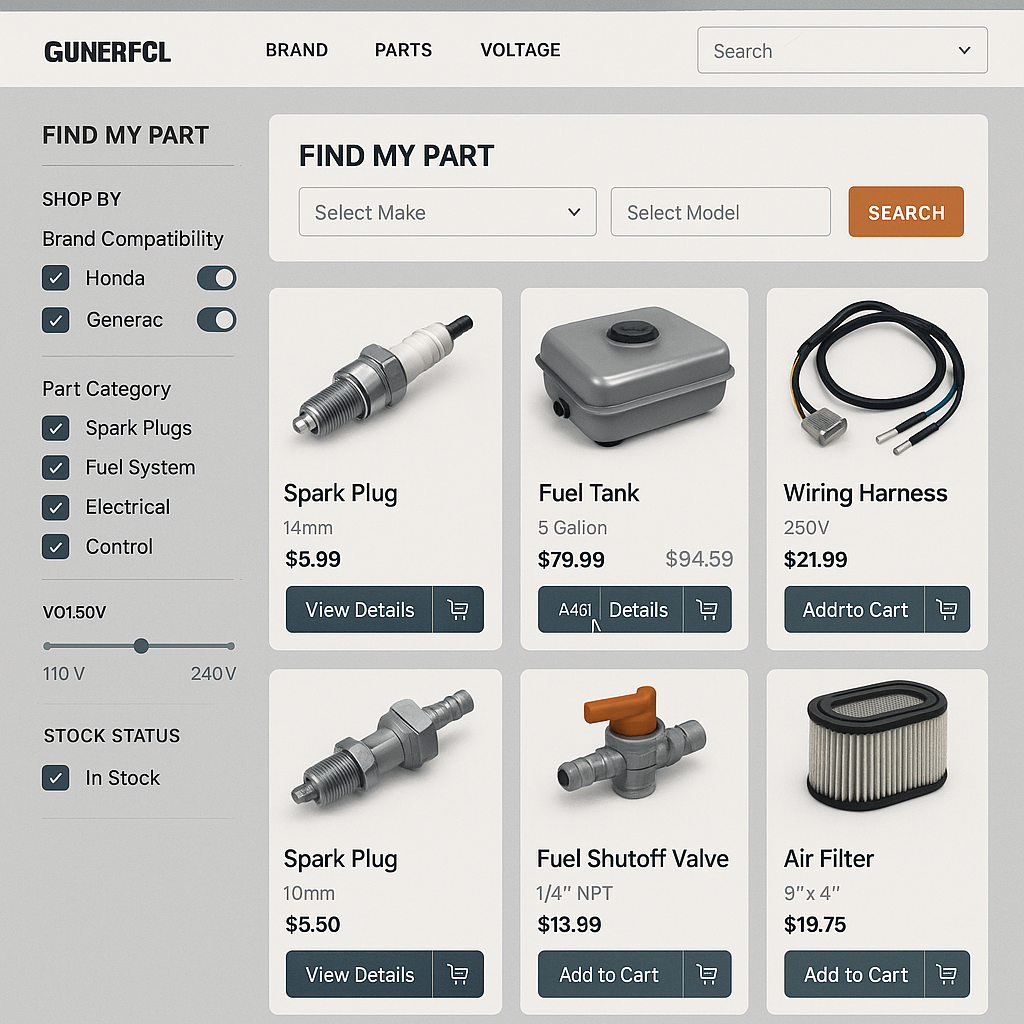 GUNERFCL
BRAND
PARTS
VOLTAGE
Search
FIND MY PART
SHOP BY
Brand Compatibility
Honda
Generac
Part Category
Spark Plugs
Fuel System
Electrical
Control
VO1.50V
110 V
240 V
STOCK STATUS
In Stock
FIND MY PART
Select Make
Select Model
SEARCH
Spark Plug
14mm
$5.99
View Details
Fuel Tank
5 Galion
$79.99 $94.59
A461 Details
Wiring Harness
250V
$21.99
Addrto Cart
Spark Plug
10mm
$5.50
View Details
Fuel Shutoff Valve
1/4" NPT
$13.99
Add to Cart
Air Filter
9"x 4"
$19.75
Add to Cart